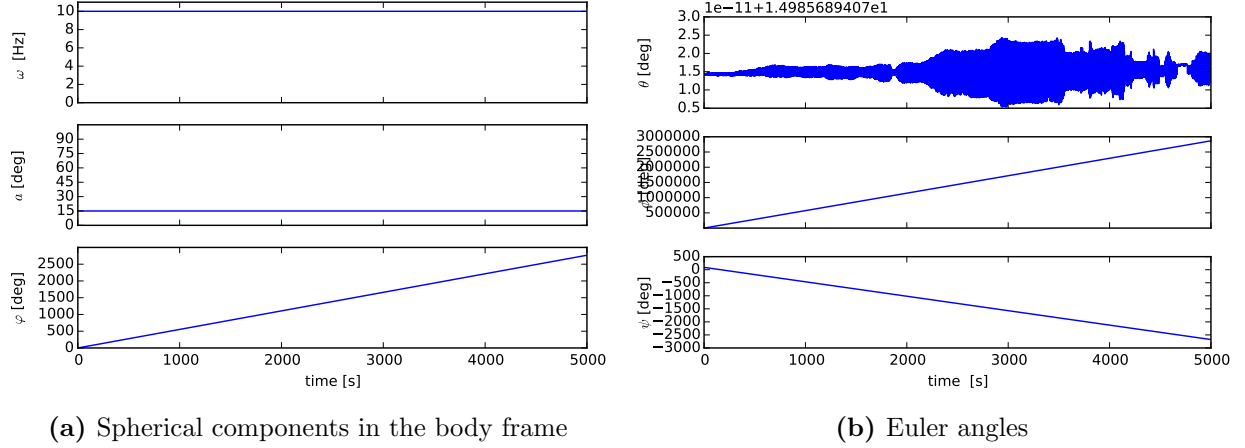 10
8
6
4
2
0
ω [Hz]
90
75
60
45
30
15
0
a [deg]
2500
2000
1500
1000
500
0
φ [deg]
0 1000 2000 3000 4000 5000
time [s]
(a) Spherical components in the body frame
1e−11+1.4985689407e1
3.0
2.5
2.0
1.5
1.0
0.5
θ [deg]
3000000
2500000
2000000
1500000
1000000
500000
[deg]
500
0
−500
−2000
−2500
−3000
ψ [deg]
0 1000 2000 3000 4000 5000
time [s]
(b) Euler angles